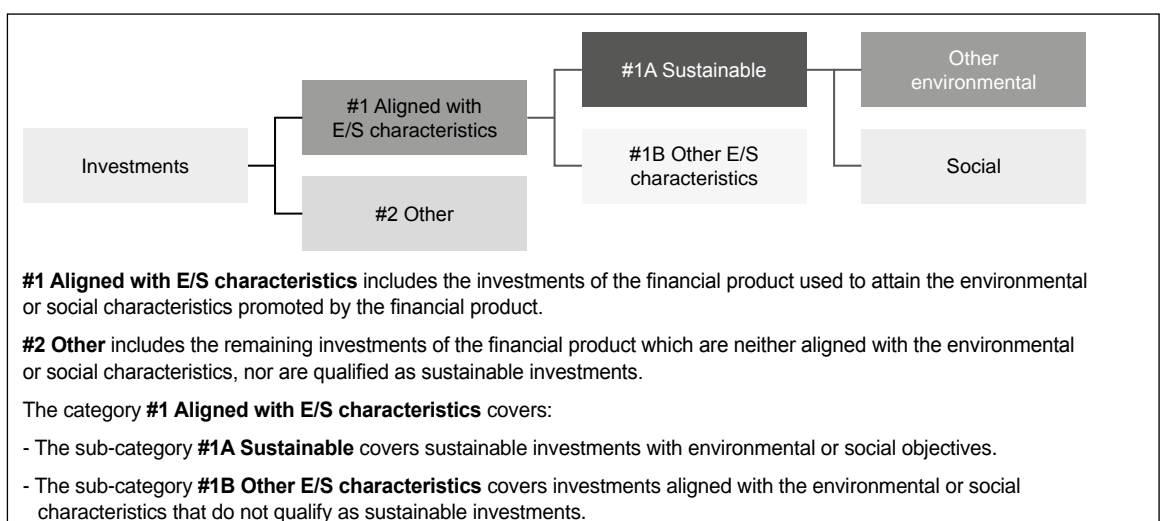 Investments
#1 Aligned with
E/S characteristics
#2 Other
#1A Sustainable
#1B Other E/S
characteristics
Other
environmental
Social
#1 Aligned with E/S characteristics includes the investments of the financial product used to attain the environmental
or social characteristics promoted by the financial product.
#2 Other includes the remaining investments of the financial product which are neither aligned with the environmental
or social characteristics, nor are qualified as sustainable investments.
The category #1 Aligned with E/S characteristics covers:
- The sub-category #1A Sustainable covers sustainable investments with environmental or social objectives.
- The sub-category #1B Other E/S characteristics covers investments aligned with the environmental or social
characteristics that do not qualify as sustainable investments.